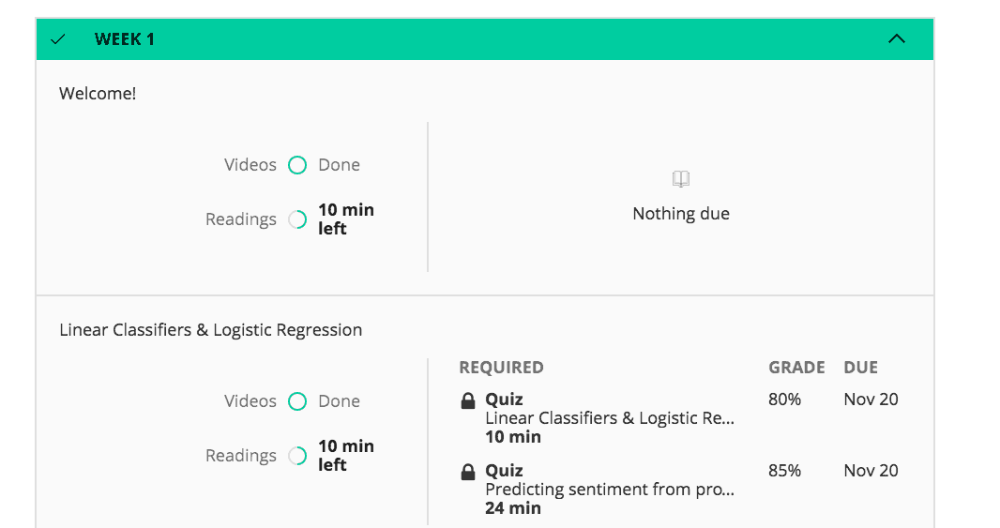 WEEK 1
Welcome!
Videos Done
Readings 10 min
left
Nothing due
Linear Classifiers & Logistic Regression
Videos Done
Readings 10 min
left
REQUIRED GRADE DUE
Quiz 80% Nov 20
Linear Classifiers & Logistic Re...
10 min
Quiz 85% Nov 20
Predicting sentiment from pro...
24 min